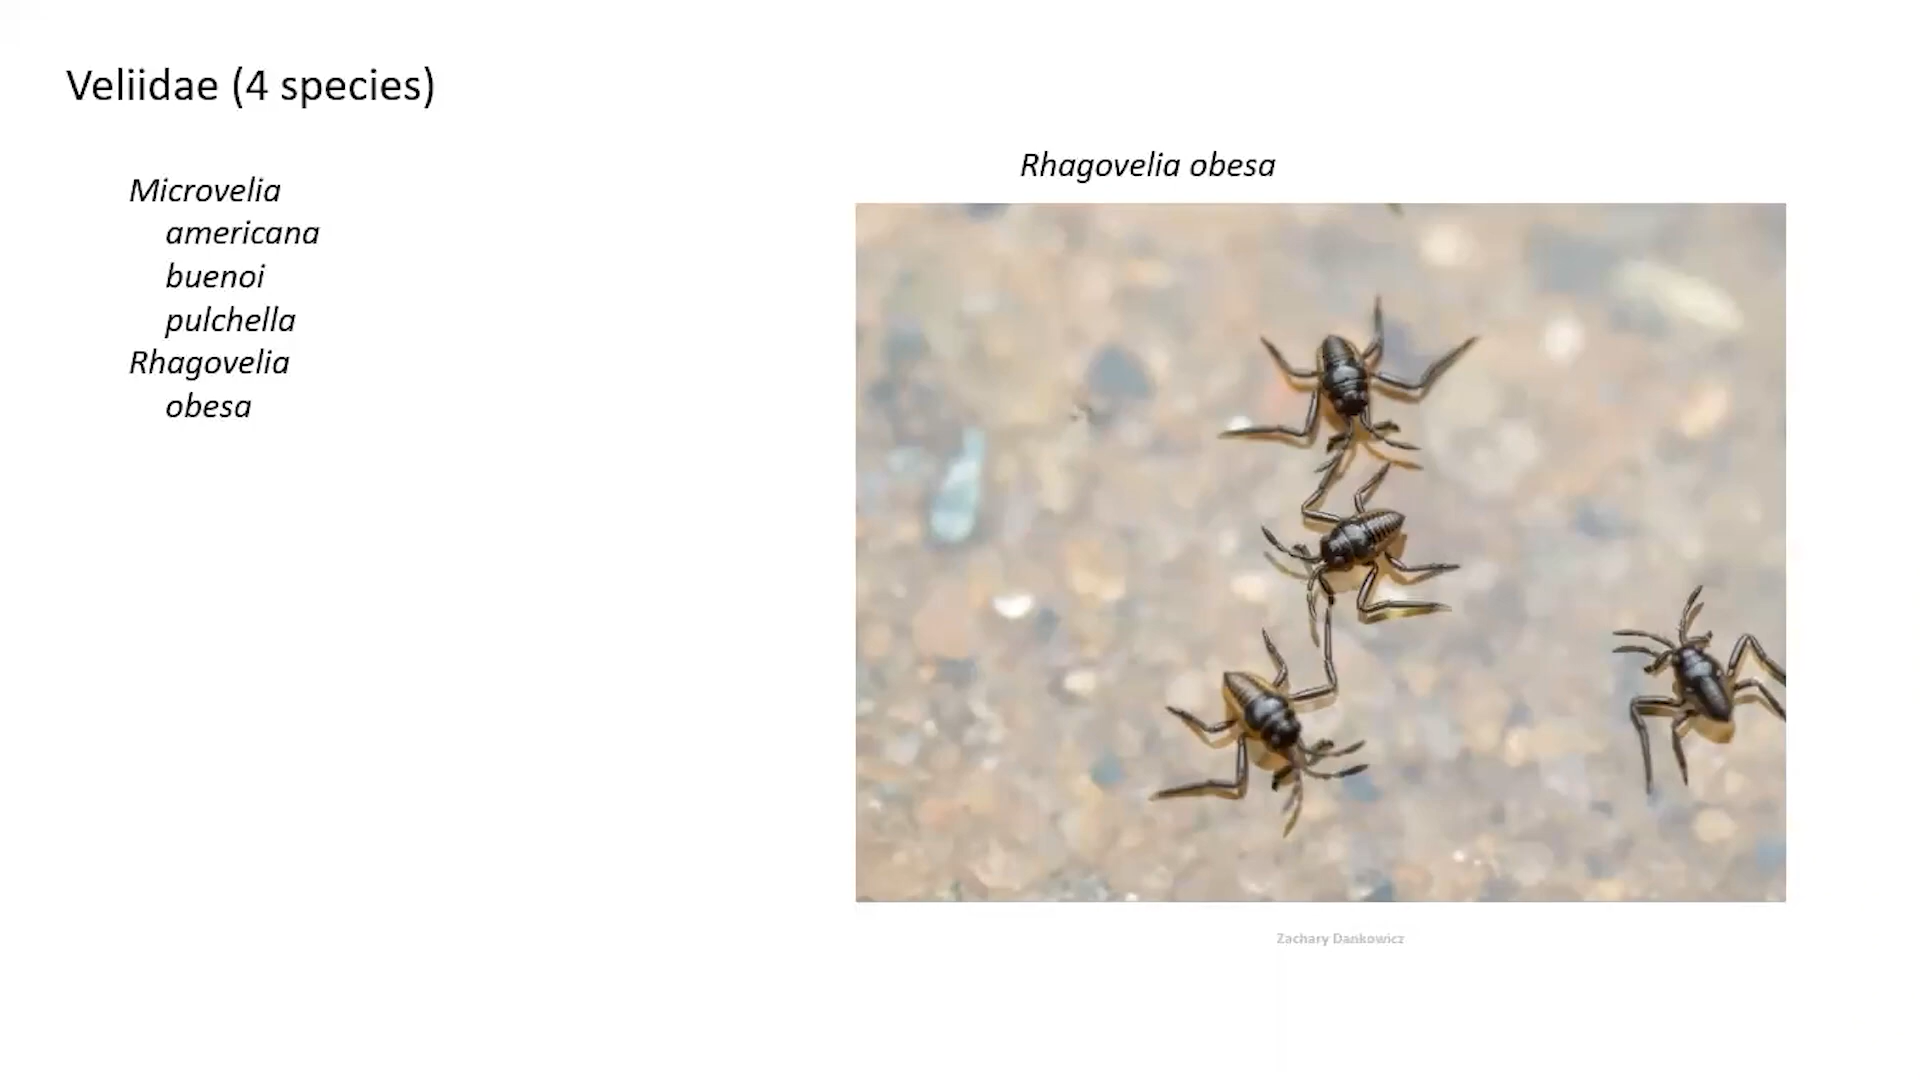 Veliidae (4 species)
Microvelia
americana
buenoi
pulchella
Rhagovelia
obesa
Rhagovelia obesa
Zachary Dankowicz